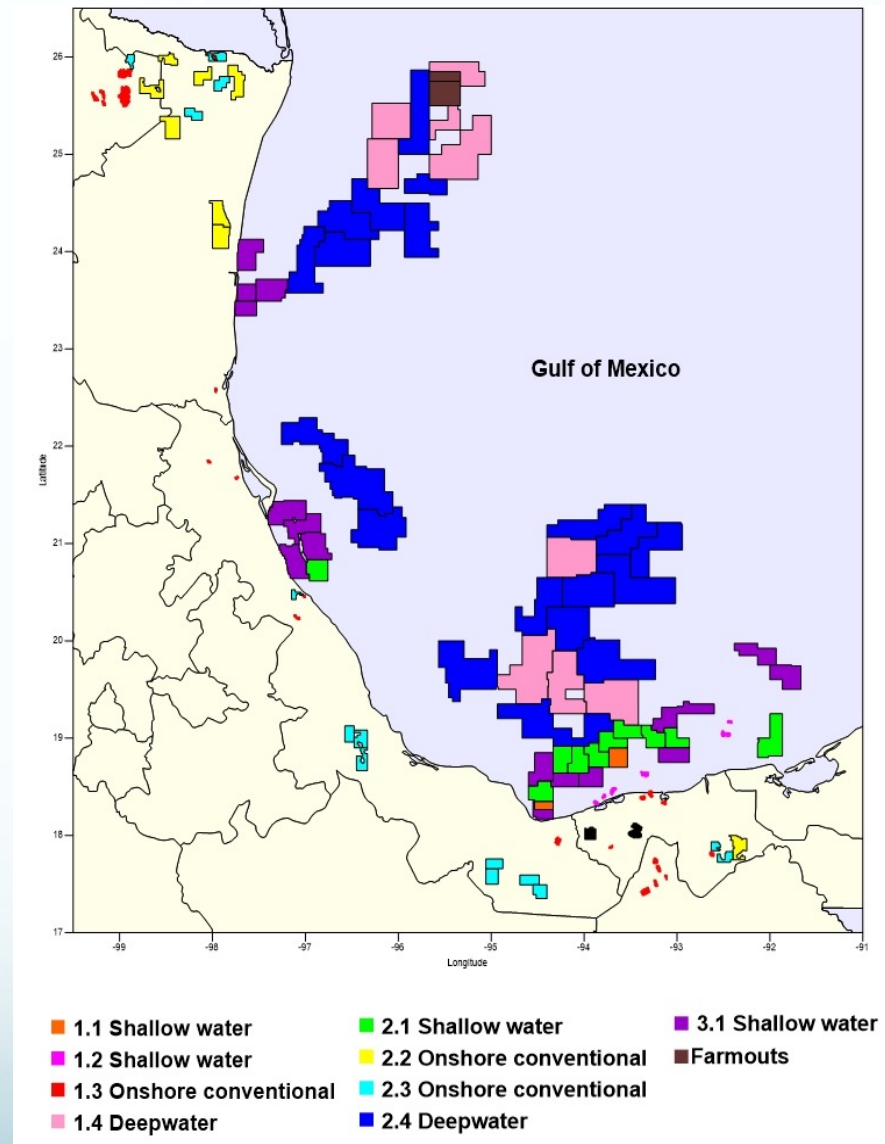 26
25
24
23
22
21
20
19
18
17
Latitude
Gulf of Mexico
-99 -98 -97 -96 -95 -94 -93 -92 -91
Longitude
1.1 Shallow water
1.2 Shallow water
1.3 Onshore conventional
1.4 Deepwater
2.1 Shallow water
2.2 Onshore conventional
2.3 Onshore conventional
2.4 Deepwater
3.1 Shallow water
Farmouts